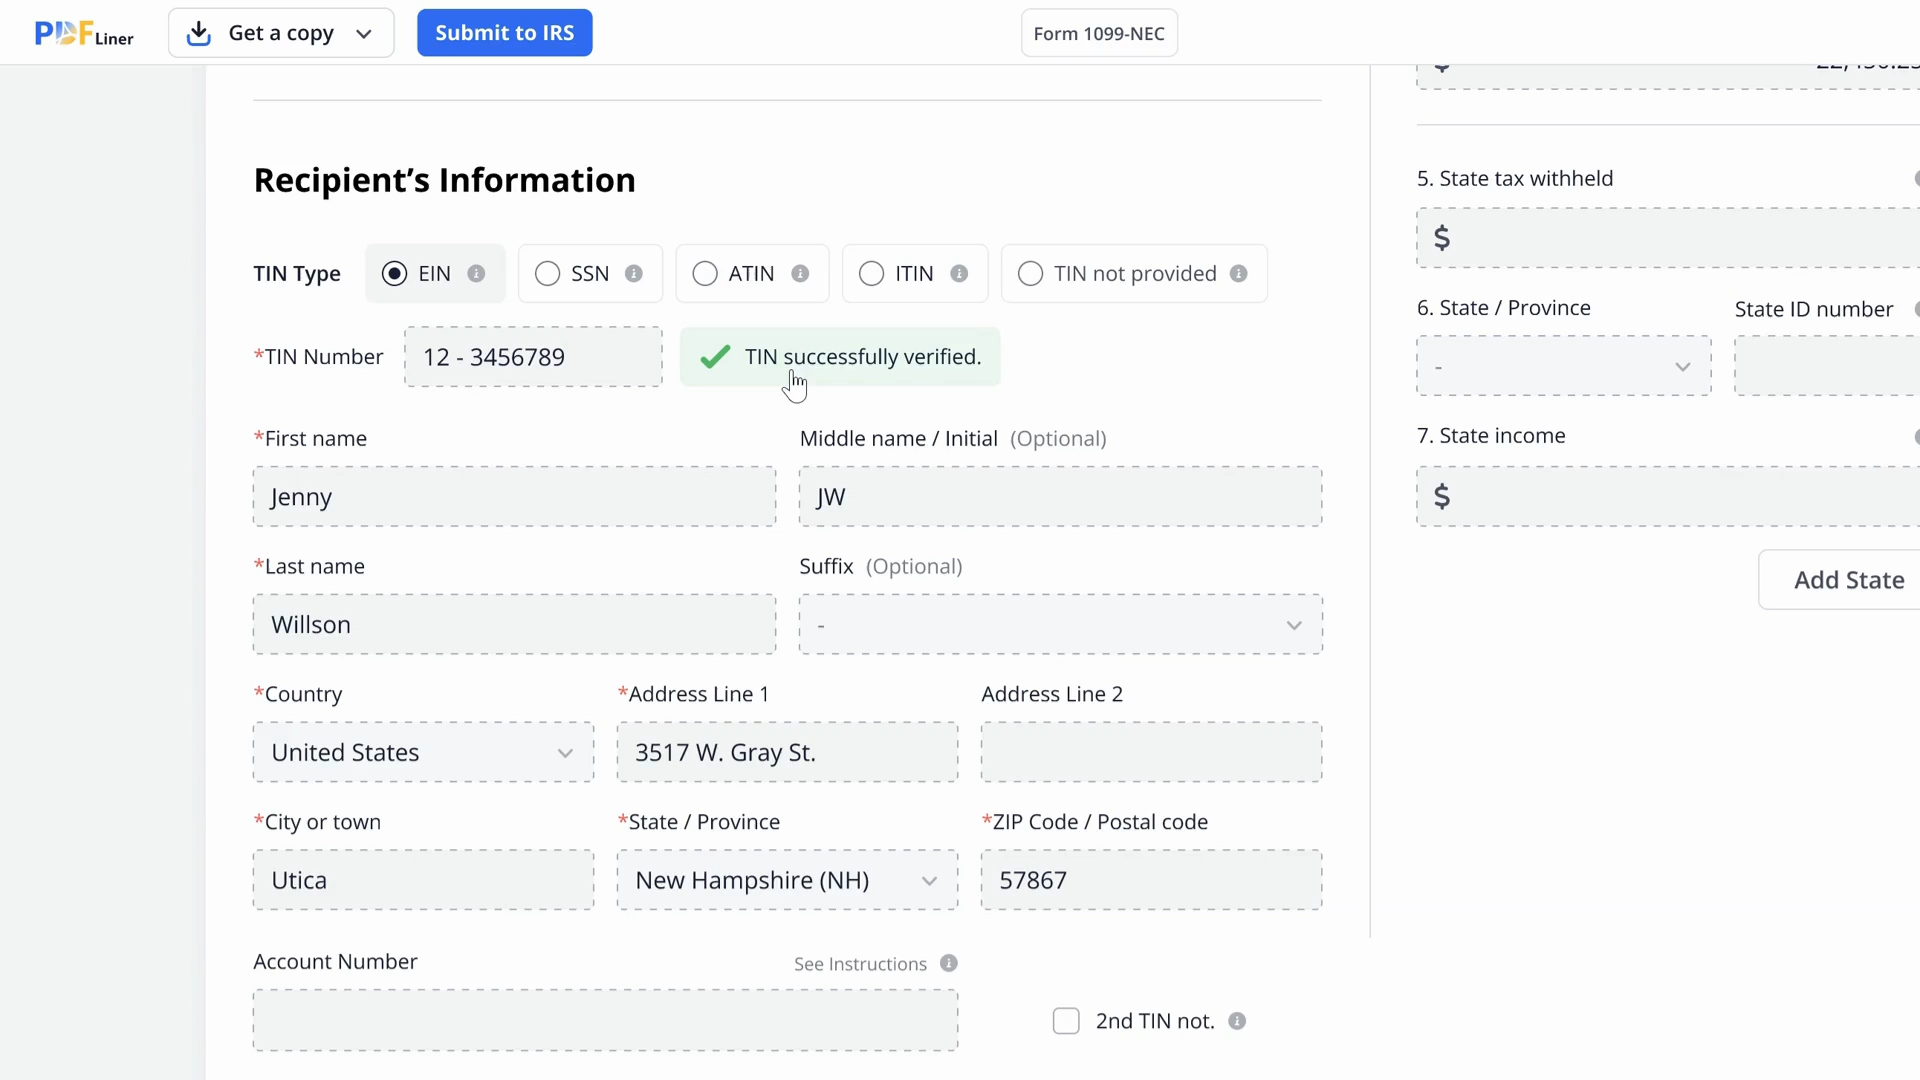 PDFLiner Get a copy Submit to IRS Form 1099-NEC
Recipient’s Information
TIN Type EIN SSN ATIN ITIN TIN not provided
*TIN Number 12 - 3456789 TIN successfully verified.
*First name Middle name / Initial (Optional)
Jenny JW
*Last name Suffix (Optional)
Willson -
*Country *Address Line 1 Address Line 2
United States 3517 W. Gray St.
*City or town *State / Province *ZIP Code / Postal code
Utica New Hampshire (NH) 57867
Account Number See Instructions
2nd TIN not.
$
5. State tax withheld
$
6. State / Province State ID number
-
7. State income
$
Add State